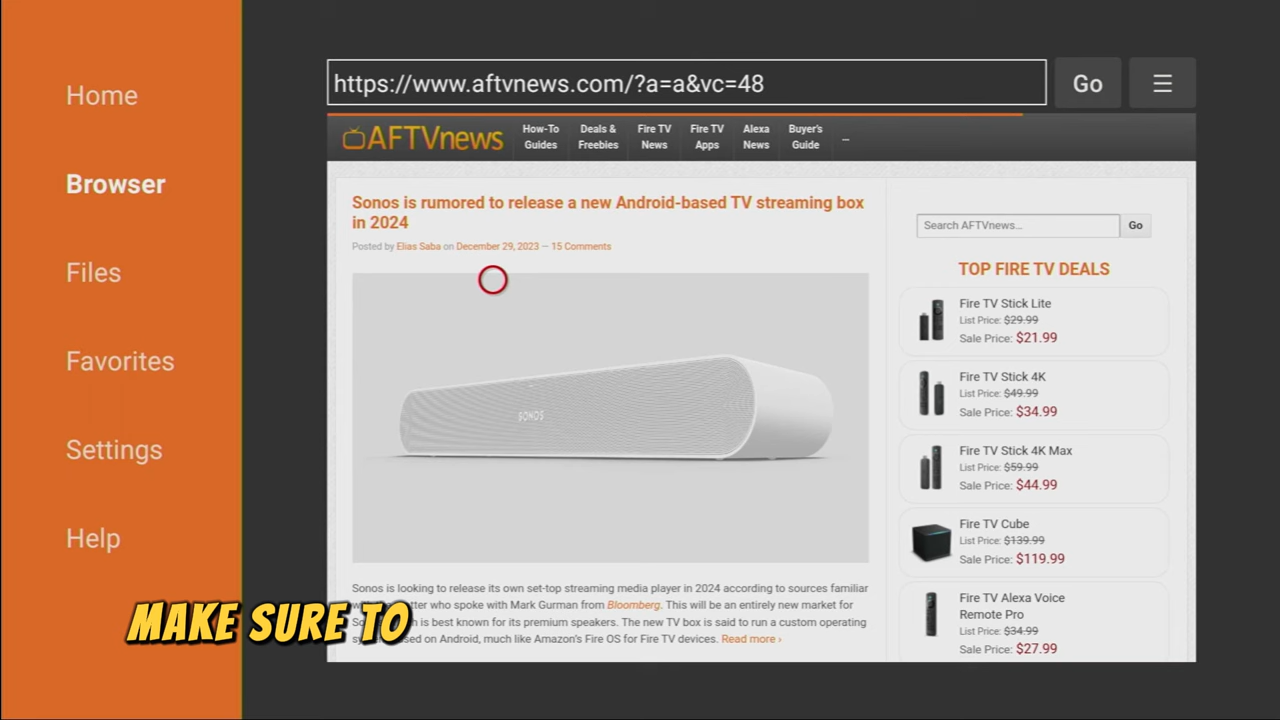 Home
Browser
Files
Favorites
Settings
Help
https://www.aftvnews.com/?a=a&vc=48
Go
☰
AFTVnews
How-To Guides
Deals & Freebies
Fire TV News
Fire TV Apps
Alexa News
Buyer's Guide
...
Sonos is rumored to release a new Android-based TV streaming box
in 2024
Posted by Elias Saba on December 29, 2023 — 15 Comments
SONOS
Sonos is looking to release its own set-top streaming media player in 2024 according to sources familiar
who spoke with Mark Gurman from Bloomberg. This will be an entirely new market for
is best known for its premium speakers. The new TV box is said to run a custom operating
on Android, much like Amazon's Fire OS for Fire TV devices. Read more ›
Search AFTVnews...
Go
TOP FIRE TV DEALS
Fire TV Stick Lite
List Price: $29.99
Sale Price: $21.99
Fire TV Stick 4K
List Price: $49.99
Sale Price: $34.99
Fire TV Stick 4K Max
List Price: $59.99
Sale Price: $44.99
Fire TV Cube
List Price: $139.99
Sale Price: $119.99
Fire TV Alexa Voice
Remote Pro
List Price: $34.99
Sale Price: $27.99
MAKE SURE TO